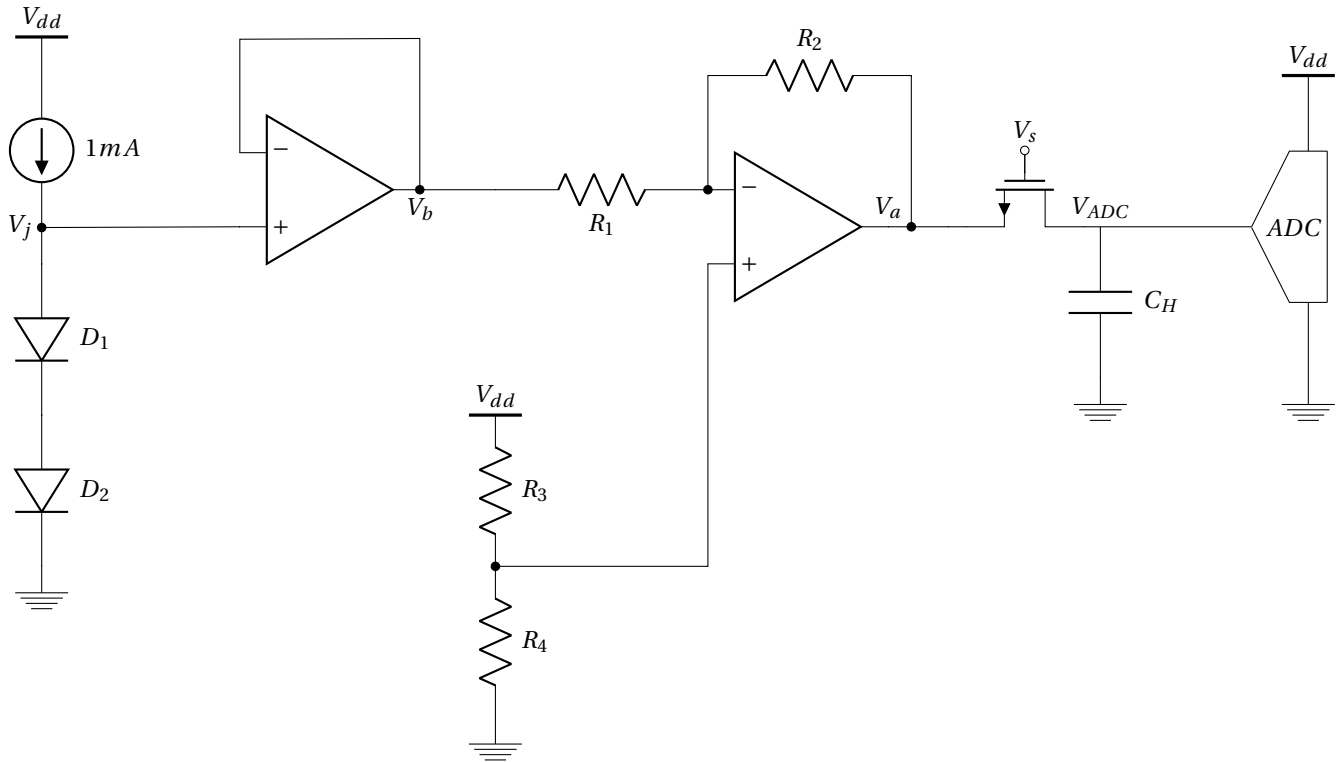 V_dd
1mA
V_j
D_1
D_2
−
+
V_b
R_1
R_2
−
+
V_a
V_dd
R_3
R_4
V_s
V_ADC
C_H
V_dd
ADC